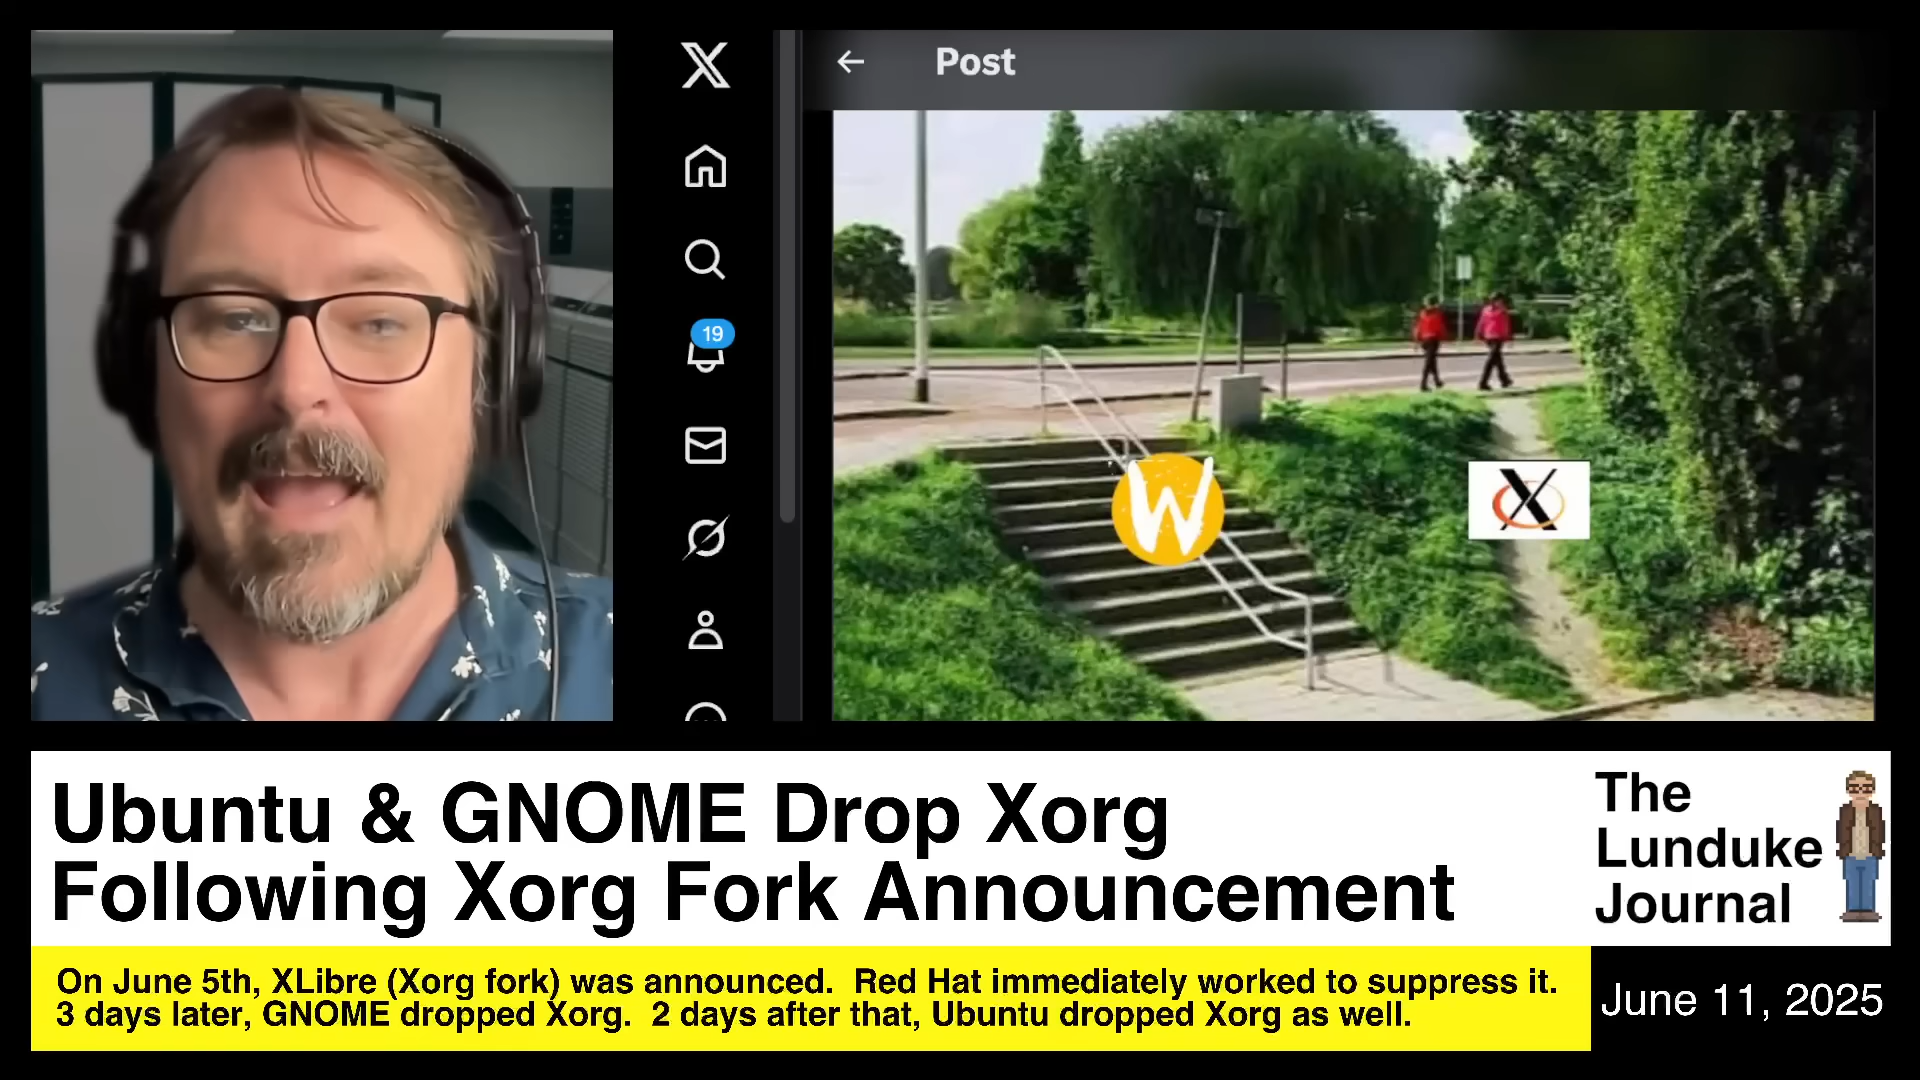 19
Post
W
X
Ubuntu & GNOME Drop Xorg
Following Xorg Fork Announcement
The
Lunduke
Journal
On June 5th, XLibre (Xorg fork) was announced.  Red Hat immediately worked to suppress it.
3 days later, GNOME dropped Xorg.  2 days after that, Ubuntu dropped Xorg as well.
June 11, 2025